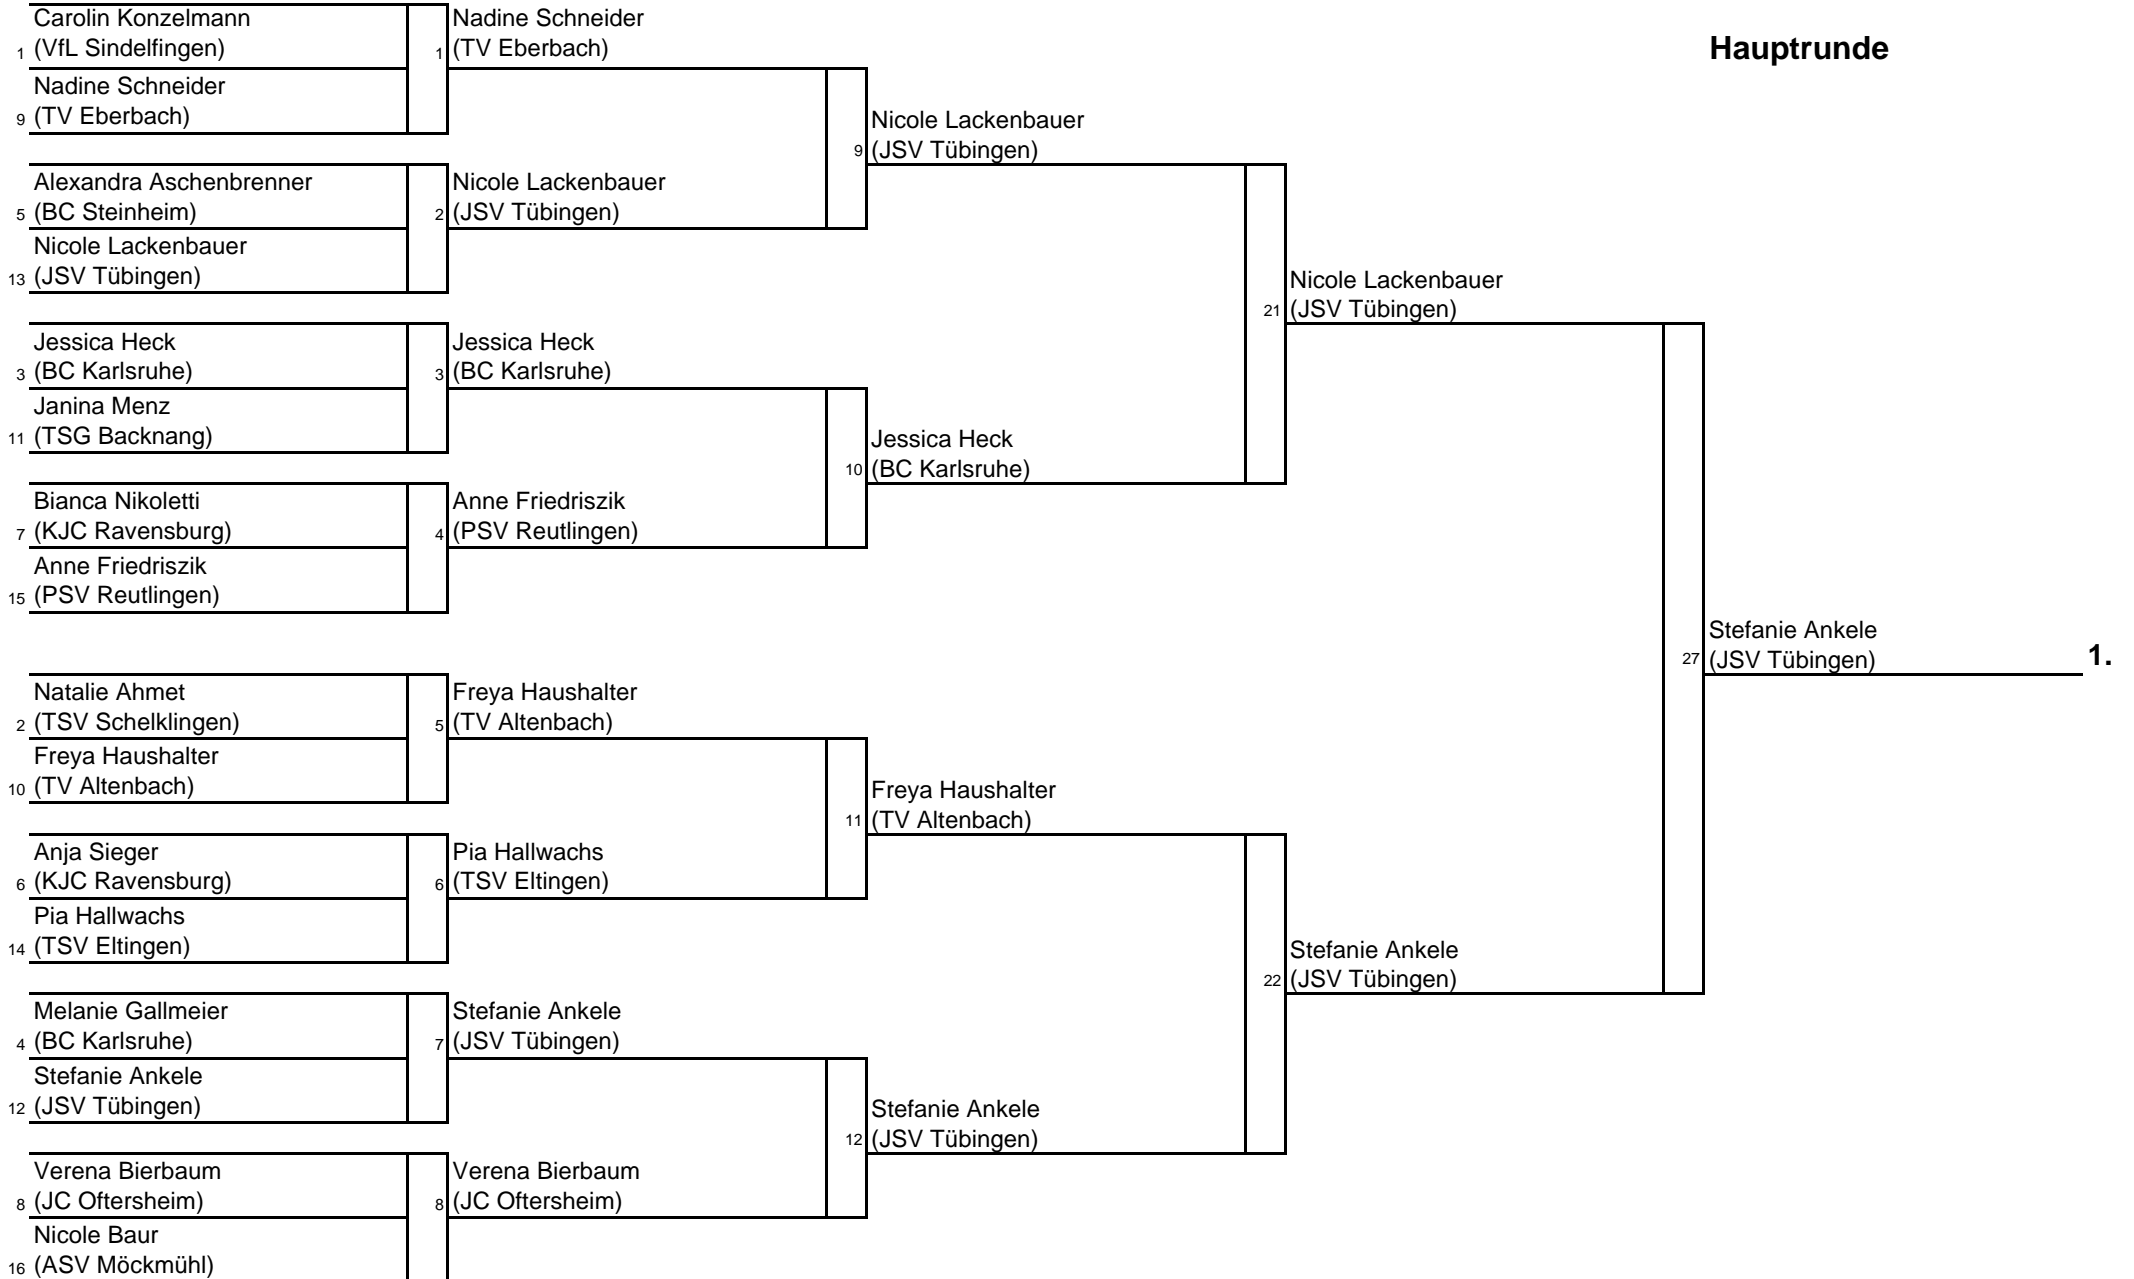 Hauptrunde
Carolin Konzelmann
1 (VfL Sindelfingen)
Nadine Schneider
9 (TV Eberbach)
Alexandra Aschenbrenner
5 (BC Steinheim)
Nicole Lackenbauer
13 (JSV Tübingen)
Jessica Heck
3 (BC Karlsruhe)
Janina Menz
11 (TSG Backnang)
Bianca Nikoletti
7 (KJC Ravensburg)
Anne Friedriszik
15 (PSV Reutlingen)
Natalie Ahmet
2 (TSV Schelklingen)
Freya Haushalter
10 (TV Altenbach)
Anja Sieger
6 (KJC Ravensburg)
Pia Hallwachs
14 (TSV Eltingen)
Melanie Gallmeier
4 (BC Karlsruhe)
Stefanie Ankele
12 (JSV Tübingen)
Verena Bierbaum
8 (JC Oftersheim)
Nicole Baur
16 (ASV Möckmühl)
Nadine Schneider
1 (TV Eberbach)
Nicole Lackenbauer
2 (JSV Tübingen)
Jessica Heck
3 (BC Karlsruhe)
Anne Friedriszik
4 (PSV Reutlingen)
Freya Haushalter
5 (TV Altenbach)
Pia Hallwachs
6 (TSV Eltingen)
Stefanie Ankele
7 (JSV Tübingen)
Verena Bierbaum
8 (JC Oftersheim)
Nicole Lackenbauer
9 (JSV Tübingen)
Jessica Heck
10 (BC Karlsruhe)
Freya Haushalter
11 (TV Altenbach)
Stefanie Ankele
12 (JSV Tübingen)
Nicole Lackenbauer
21 (JSV Tübingen)
Stefanie Ankele
22 (JSV Tübingen)
Stefanie Ankele
27 (JSV Tübingen) 1.